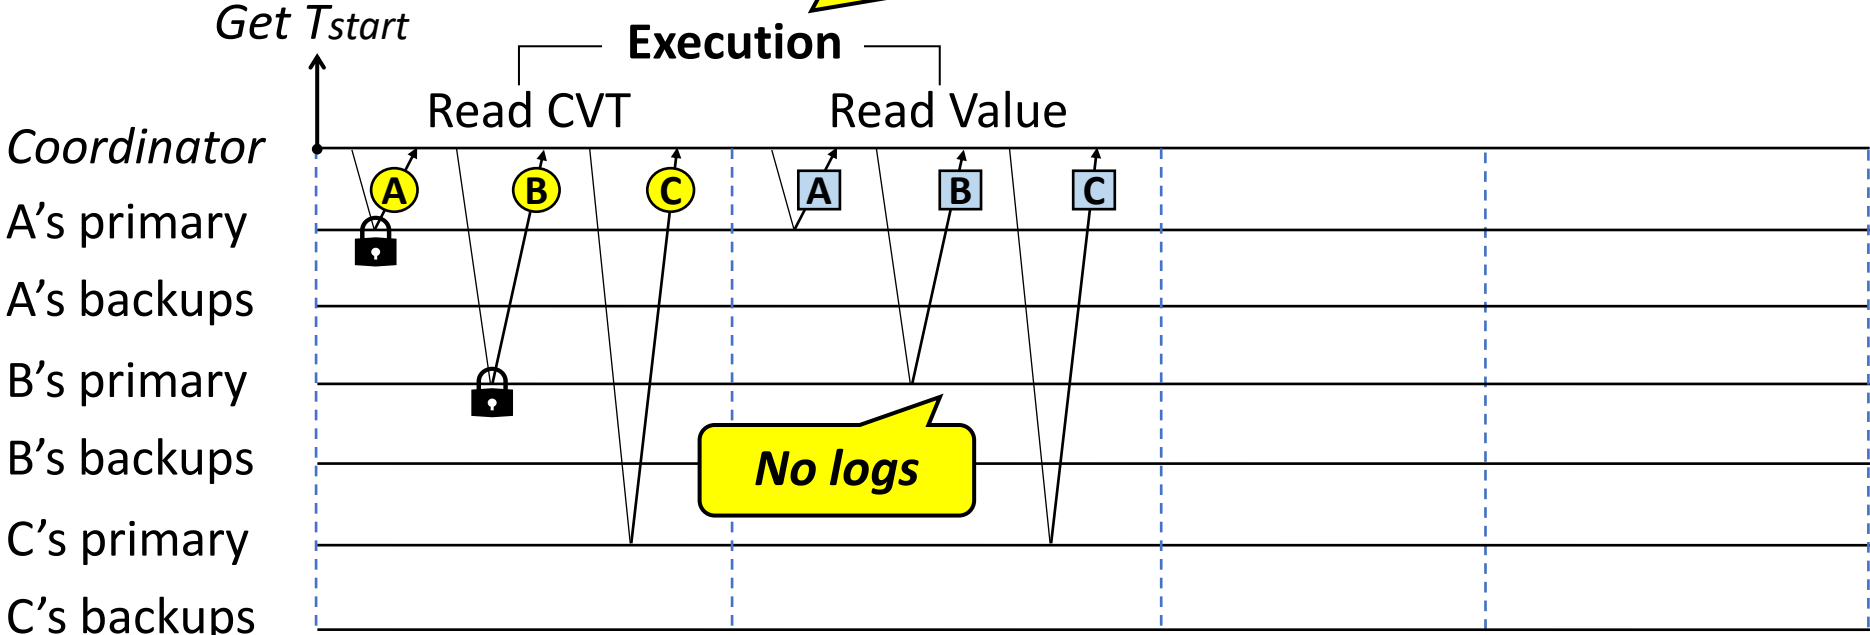 Get Tstart
Execution
Read CVT Read Value
Coordinator
A B C A B C
A's primary
A's backups
B's primary
B's backups
No logs
C's primary
C's backups